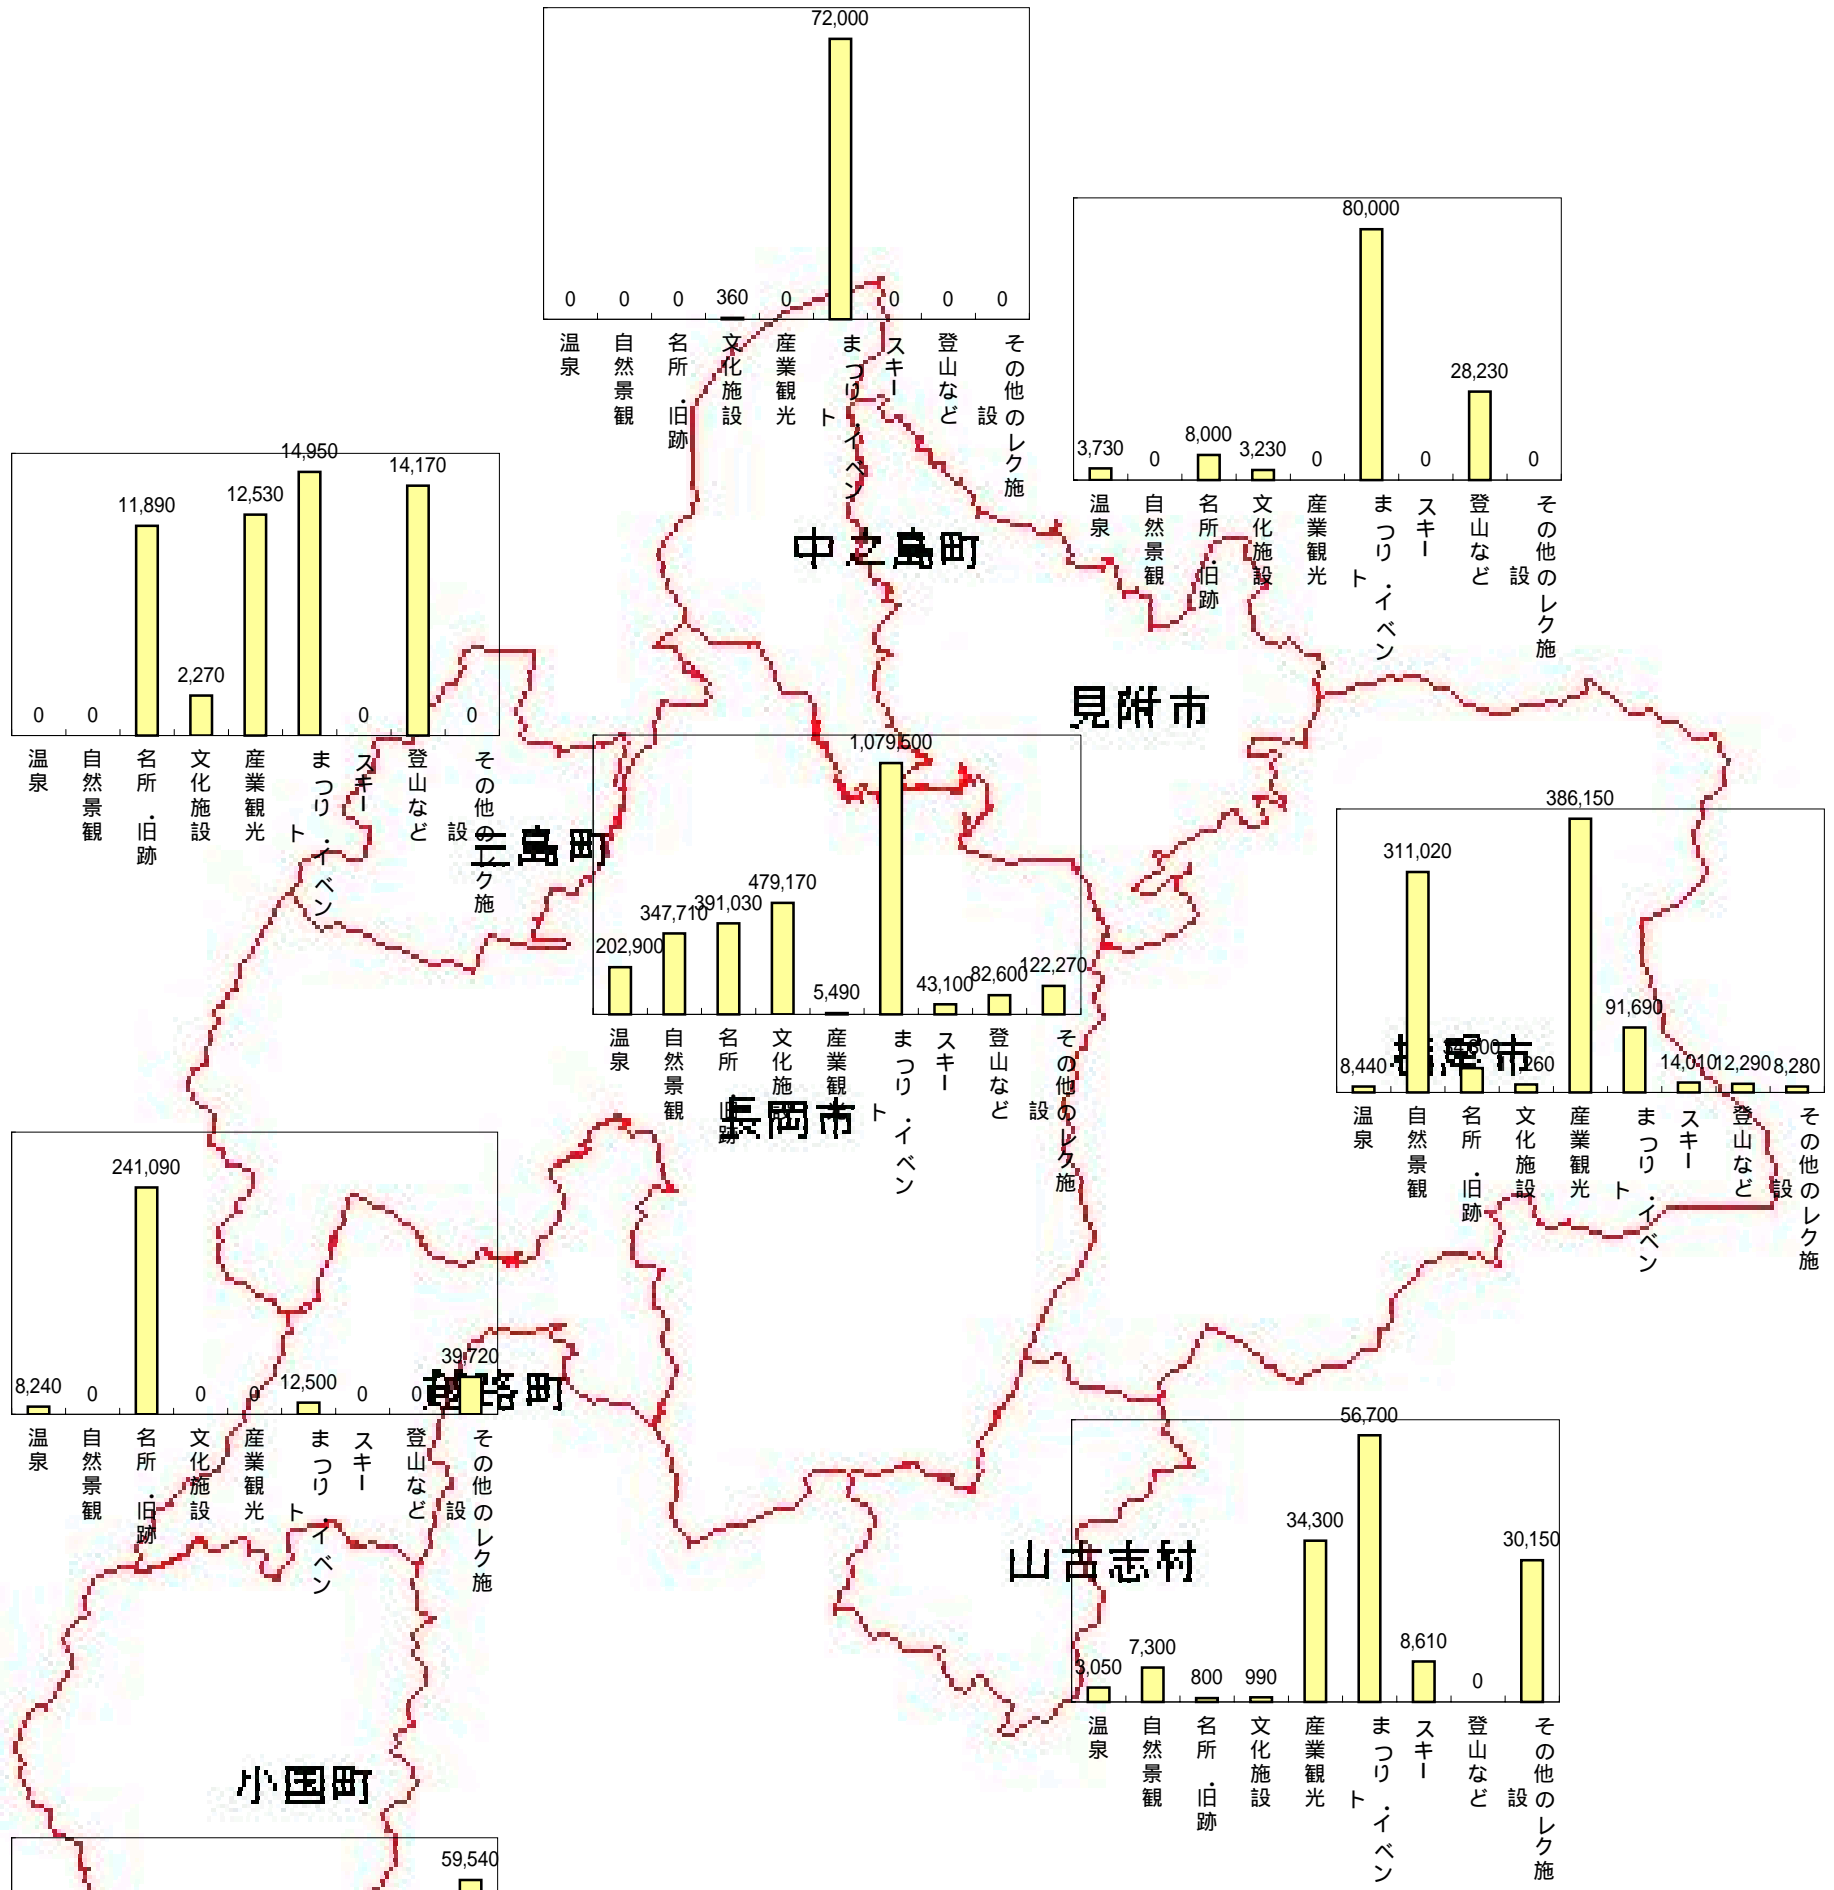 72,000
0 0 0 360 0 0 0 0
温泉 自然景観 名所・旧跡 文化施設 産業観光 まつり・イベント スキー 登山など その他のレク施設
80,000
28,230
3,730 0 8,000 3,230 0 0 0
温泉 自然景観 名所・旧跡 文化施設 産業観光 まつり・イベント スキー 登山など その他のレク施設
中之島町
14,950
14,170
12,530
11,890
2,270
0 0 0 0
温泉 自然景観 名所・旧跡 文化施設 産業観光 まつり・イベント スキー 登山など その他のレク施設
見附市
三島町
1,079,600
479,170
391,030
347,710
202,900
5,490 43,100 82,600 122,270
温泉 自然景観 名所・旧跡 文化施設 産業観光 まつり・イベント スキー 登山など その他のレク施設
長岡市
386,150
311,020
91,690
8,440 14,010 12,290 8,280
温泉 自然景観 名所・旧跡 文化施設 産業観光 まつり・イベント スキー 登山など その他のレク施設
241,090
39,720
8,240 0 0 0 12,500 0 0
温泉 自然景観 名所・旧跡 文化施設 産業観光 まつり・イベント スキー 登山など その他のレク施設
56,700
34,300
30,150
山古志村
3,050 7,300 800 990 8,610 0
温泉 自然景観 名所・旧跡 文化施設 産業観光 まつり・イベント スキー 登山など その他のレク施設
小国町
59,540